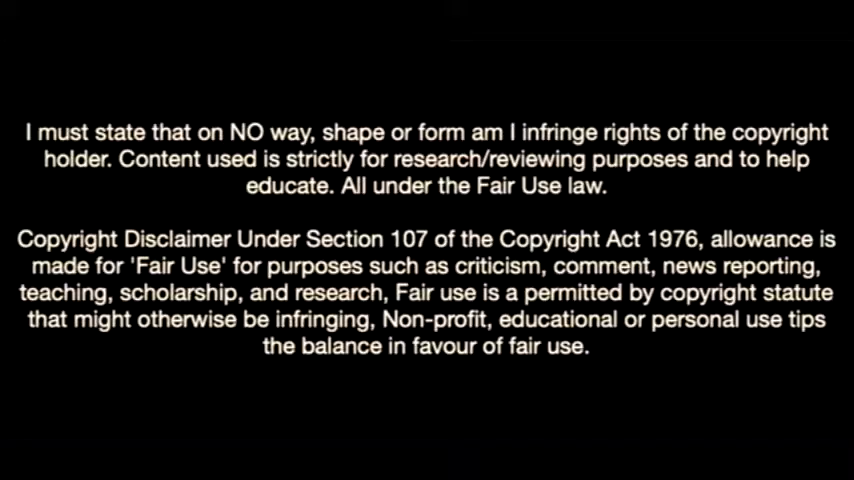 I must state that on NO way, shape or form am I infringe rights of the copyright
holder. Content used is strictly for research/reviewing purposes and to help
educate. All under the Fair Use law.
Copyright Disclaimer Under Section 107 of the Copyright Act 1976, allowance is
made for 'Fair Use' for purposes such as criticism, comment, news reporting,
teaching, scholarship, and research, Fair use is a permitted by copyright statute
that might otherwise be infringing, Non-profit, educational or personal use tips
the balance in favour of fair use.